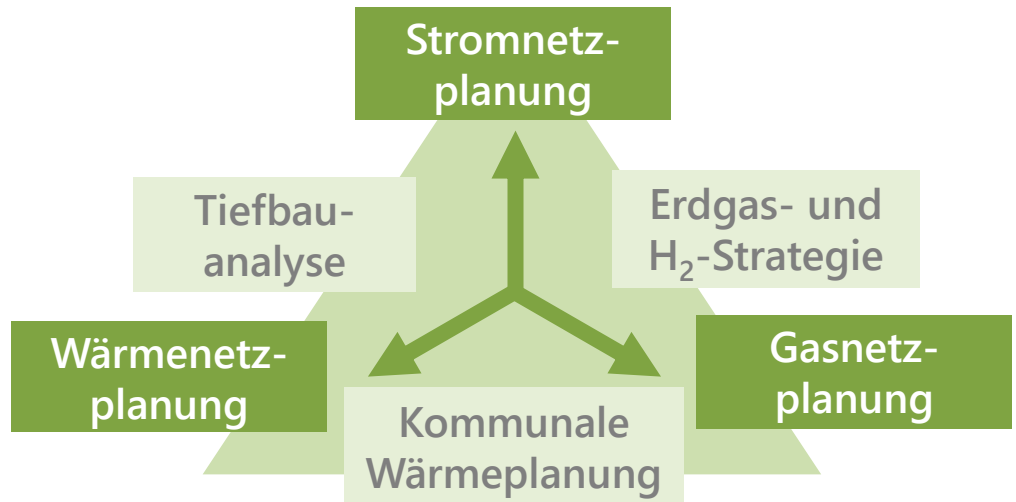 Stromnetz-
planung
Tiefbau-
analyse
Erdgas- und
H₂-Strategie
Wärmenetz-
planung
Gasnetz-
planung
Kommunale
Wärmeplanung